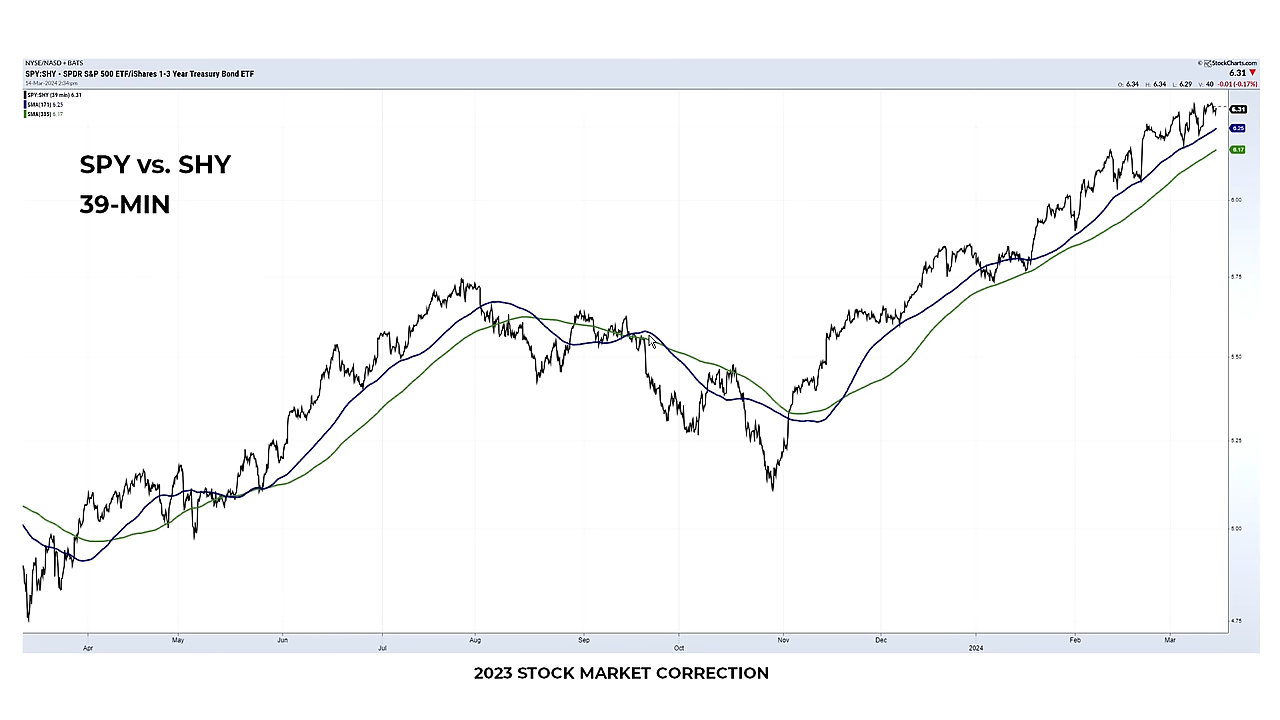 NYSE/NASD + BATS
© StockCharts.com
SPY:SHY - SPDR S&P 500 ETF/iShares 1-3 Year Treasury Bond ETF
6.31
14-Mar-2024 2:34pm
O: 6.34 H: 6.34 L: 6.29 V: 40 -0.01 (-0.17%)
SPY:SHY (39 min) 6.31
SMA(171) 6.25
SMA(385) 6.17
SPY vs. SHY
39-MIN
6.31
6.25
6.17
6.00
5.75
5.50
5.25
5.00
4.75
Apr May Jun Jul Aug Sep Oct Nov Dec 2024 Feb Mar
2023 STOCK MARKET CORRECTION